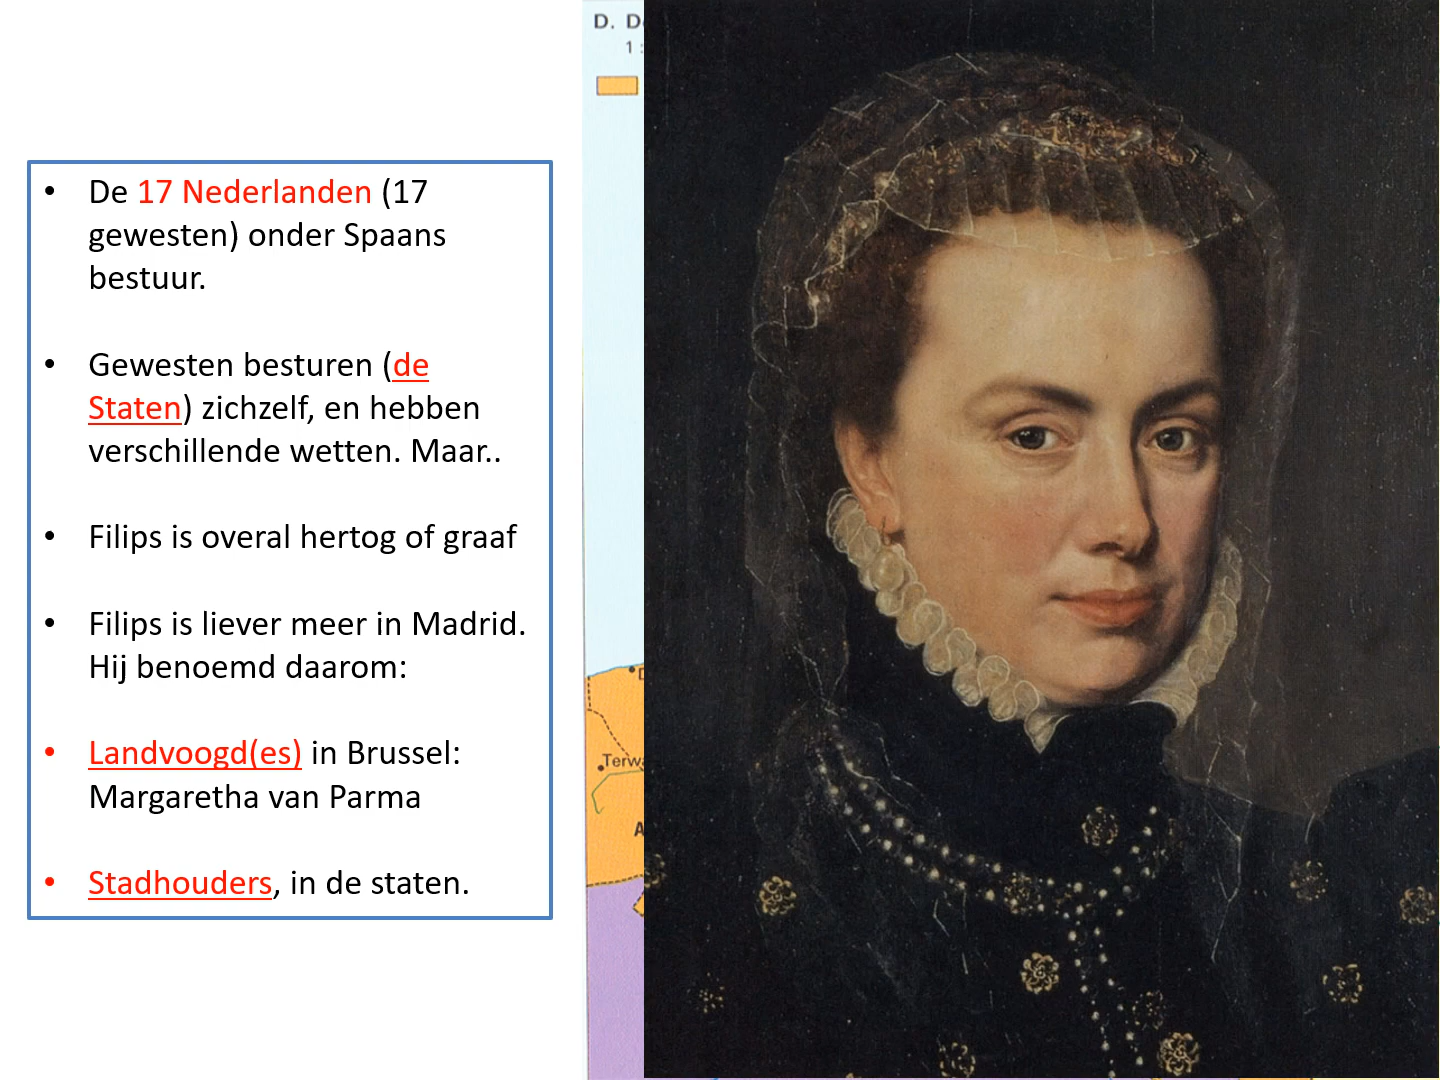 • De 17 Nederlanden (17
gewesten) onder Spaans
bestuur.
• Gewesten besturen (de
Staten) zichzelf, en hebben
verschillende wetten. Maar..
• Filips is overal hertog of graaf
• Filips is liever meer in Madrid.
Hij benoemd daarom:
• Landvoogd(es) in Brussel:
Margaretha van Parma
• Stadhouders, in de staten.
D. D
1 :
Terw
A